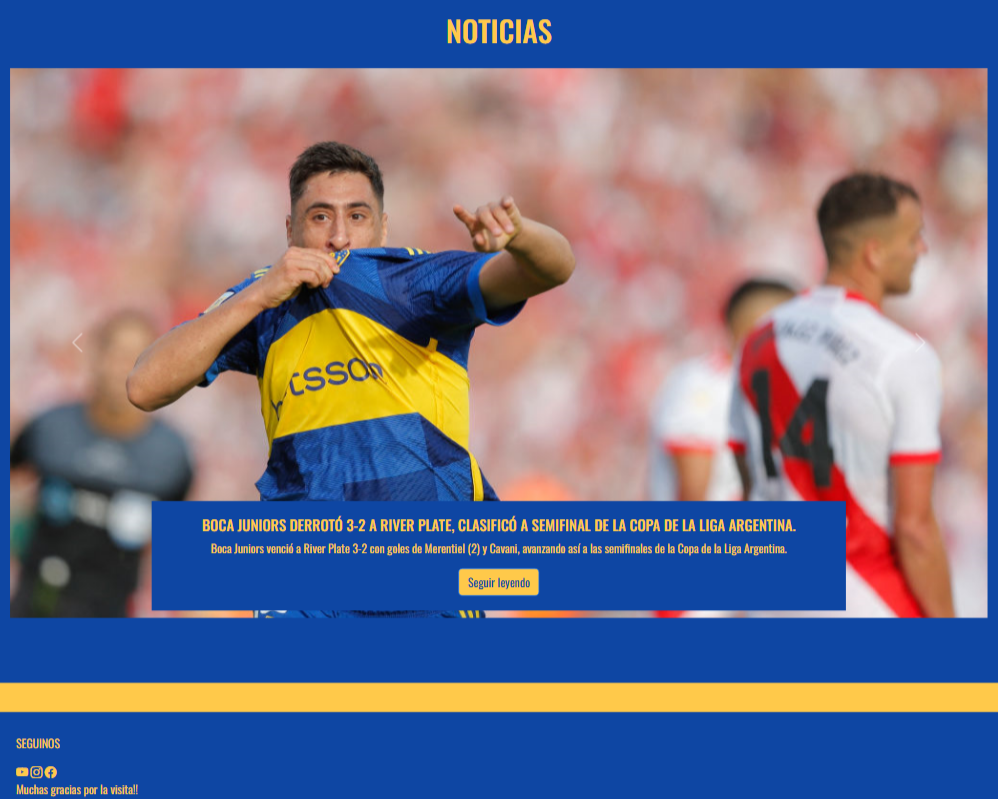 NOTICIAS
14
BOCA JUNIORS DERROTÓ 3-2 A RIVER PLATE, CLASIFICÓ A SEMIFINAL DE LA COPA DE LA LIGA ARGENTINA.
Boca Juniors venció a River Plate 3-2 con goles de Merentiel (2) y Cavani, avanzando así a las semifinales de la Copa de la Liga Argentina.
Seguir leyendo
SEGUINOS
Muchas gracias por la visita!!